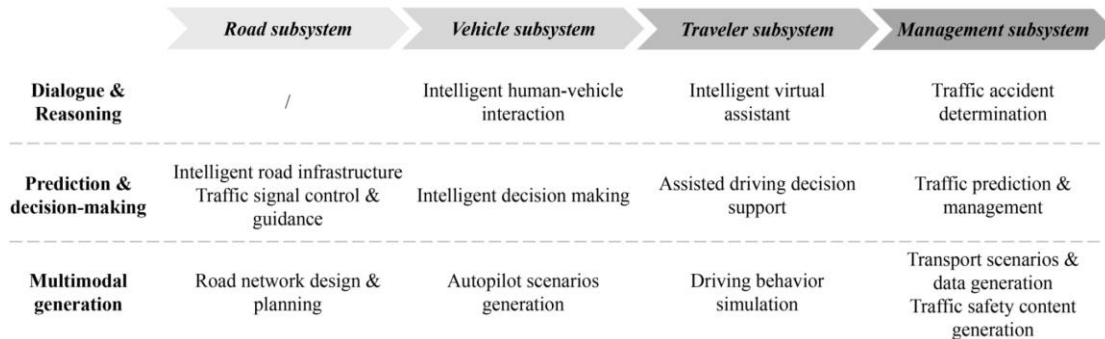 Road subsystem
Vehicle subsystem
Traveler subsystem
Management subsystem
Dialogue &
Reasoning
/
Intelligent human-vehicle
interaction
Intelligent virtual
assistant
Traffic accident
determination
Prediction &
decision-making
Intelligent road infrastructure
Traffic signal control &
guidance
Intelligent decision making
Assisted driving decision
support
Traffic prediction &
management
Multimodal
generation
Road network design &
planning
Autopilot scenarios
generation
Driving behavior
simulation
Transport scenarios &
data generation
Traffic safety content
generation